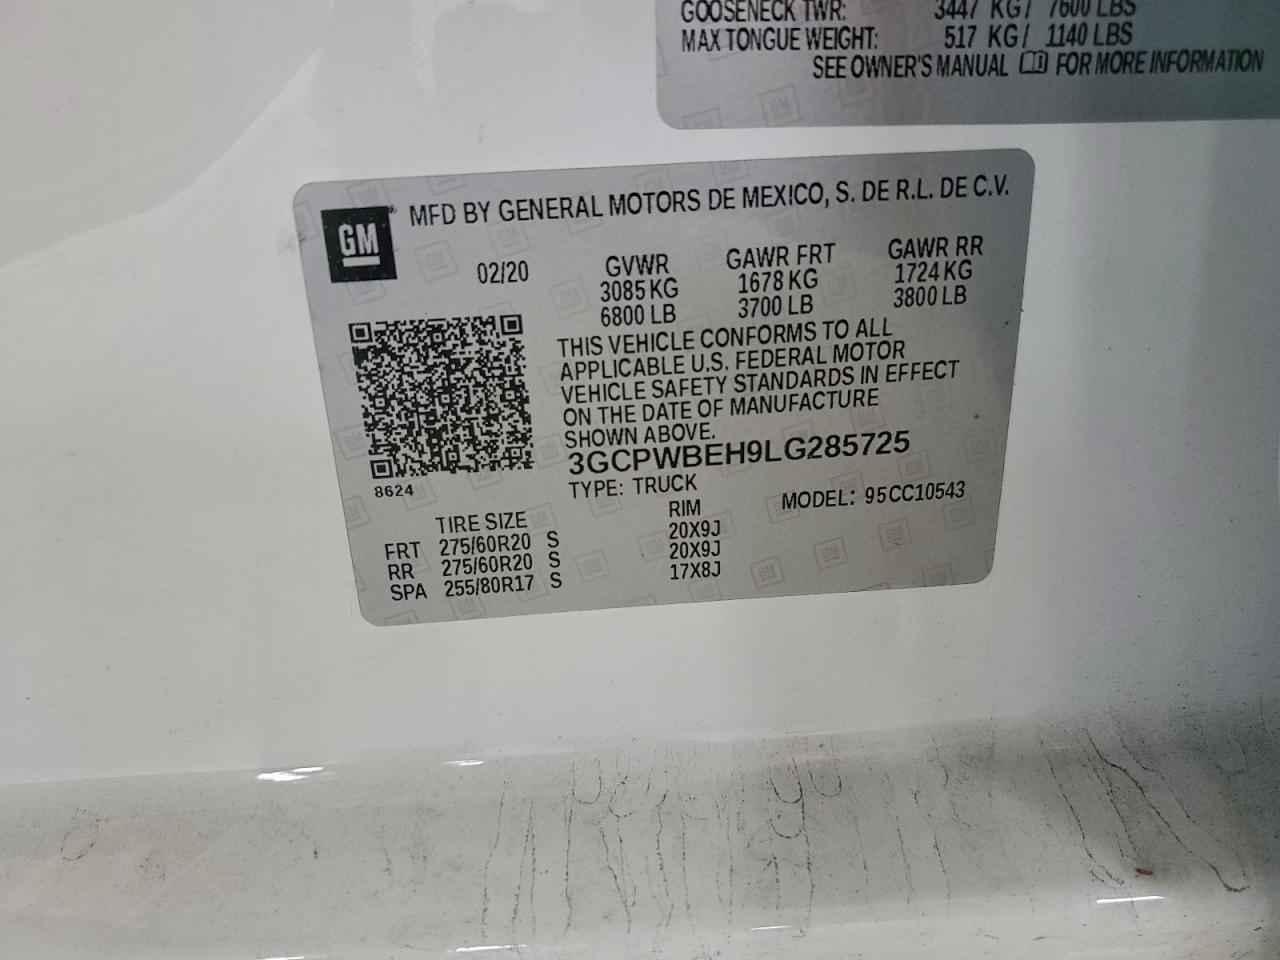 GOOSENECK TWR: 3447 KG/ 7600 LBS
MAX TONGUE WEIGHT: 517 KG/ 1140 LBS
SEE OWNER'S MANUAL FOR MORE INFORMATION
GM® MFD BY GENERAL MOTORS DE MEXICO, S. DE R.L. DE C.V.
02/20 GVWR GAWR FRT GAWR RR
3085 KG 1678 KG 1724 KG
6800 LB 3700 LB 3800 LB
THIS VEHICLE CONFORMS TO ALL
APPLICABLE U.S. FEDERAL MOTOR
VEHICLE SAFETY STANDARDS IN EFFECT
ON THE DATE OF MANUFACTURE
SHOWN ABOVE.
3GCPWBEH9LG285725
8624 TYPE: TRUCK MODEL: 95CC10543
TIRE SIZE RIM
FRT 275/60R20 S 20X9J
RR 275/60R20 S 20X9J
SPA 255/80R17 S 17X8J